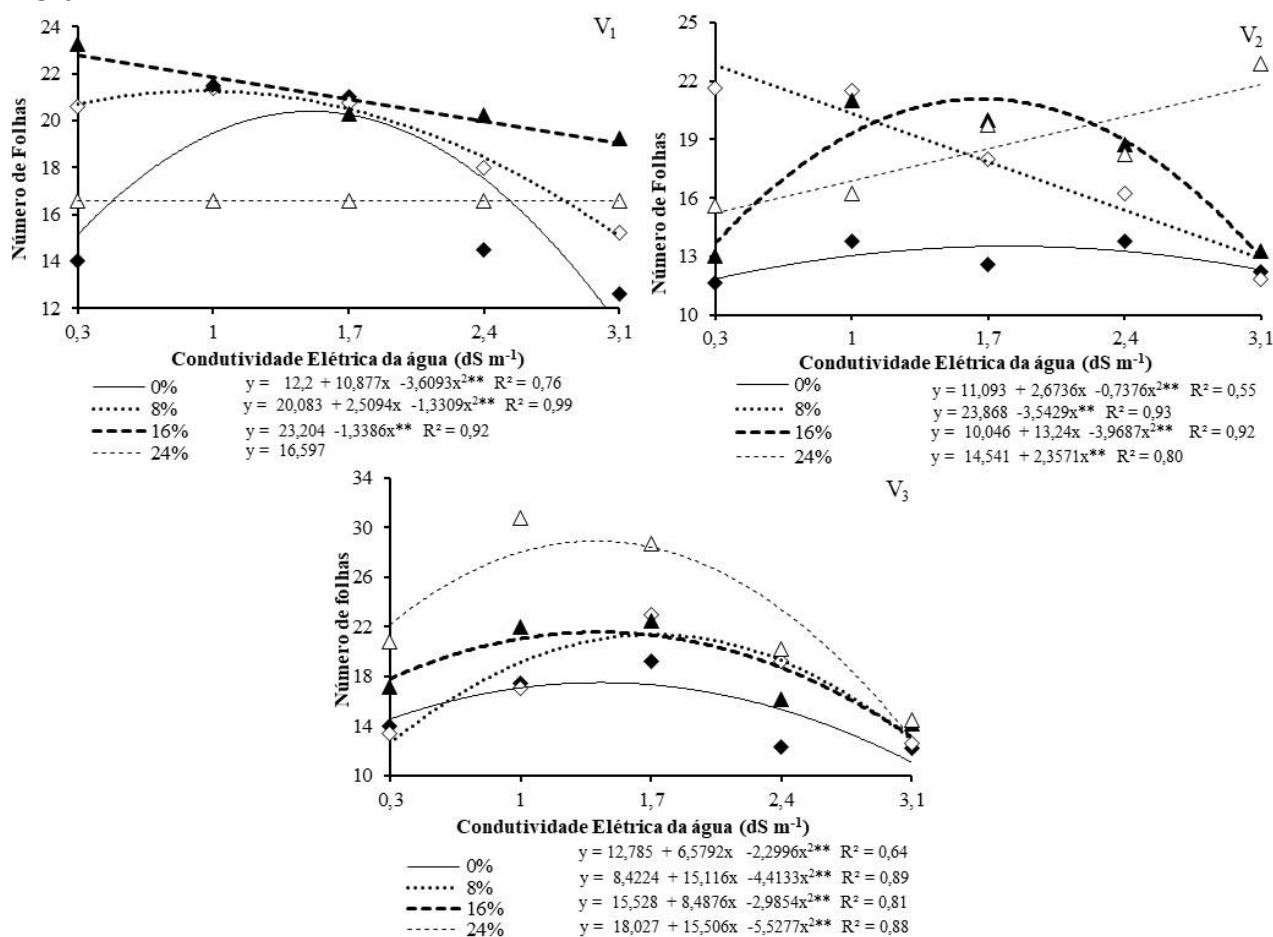 V1
Número de Folhas
24
22
20
18
16
14
12
0,3 1 1,7 2,4 3,1
Condutividade Elétrica da água (dS m-1)
0% y = 12,2 + 10,877x -3,6093x2** R² = 0,76
8% y = 20,083 + 2,5094x -1,3309x2** R² = 0,99
16% y = 23,204 -1,3386x** R² = 0,92
24% y = 16,597
V2
Número de Folhas
25
22
19
16
13
10
0,3 1 1,7 2,4 3,1
Condutividade Elétrica da água (dS m-1)
0% y = 11,093 + 2,6736x -0,7376x2** R² = 0,55
8% y = 23,868 -3,5429x** R² = 0,93
16% y = 10,046 + 13,24x -3,9687x2** R² = 0,92
24% y = 14,541 + 2,3571x** R² = 0,80
V3
Número de folhas
34
30
26
22
18
14
10
0,3 1 1,7 2,4 3,1
Condutividade Elétrica da água (dS m-1)
0% y = 12,785 + 6,5792x -2,2996x2** R² = 0,64
8% y = 8,4224 + 15,116x -4,4133x2** R² = 0,89
16% y = 15,528 + 8,4876x -2,9854x2** R² = 0,81
24% y = 18,027 + 15,506x -5,5277x2** R² = 0,88